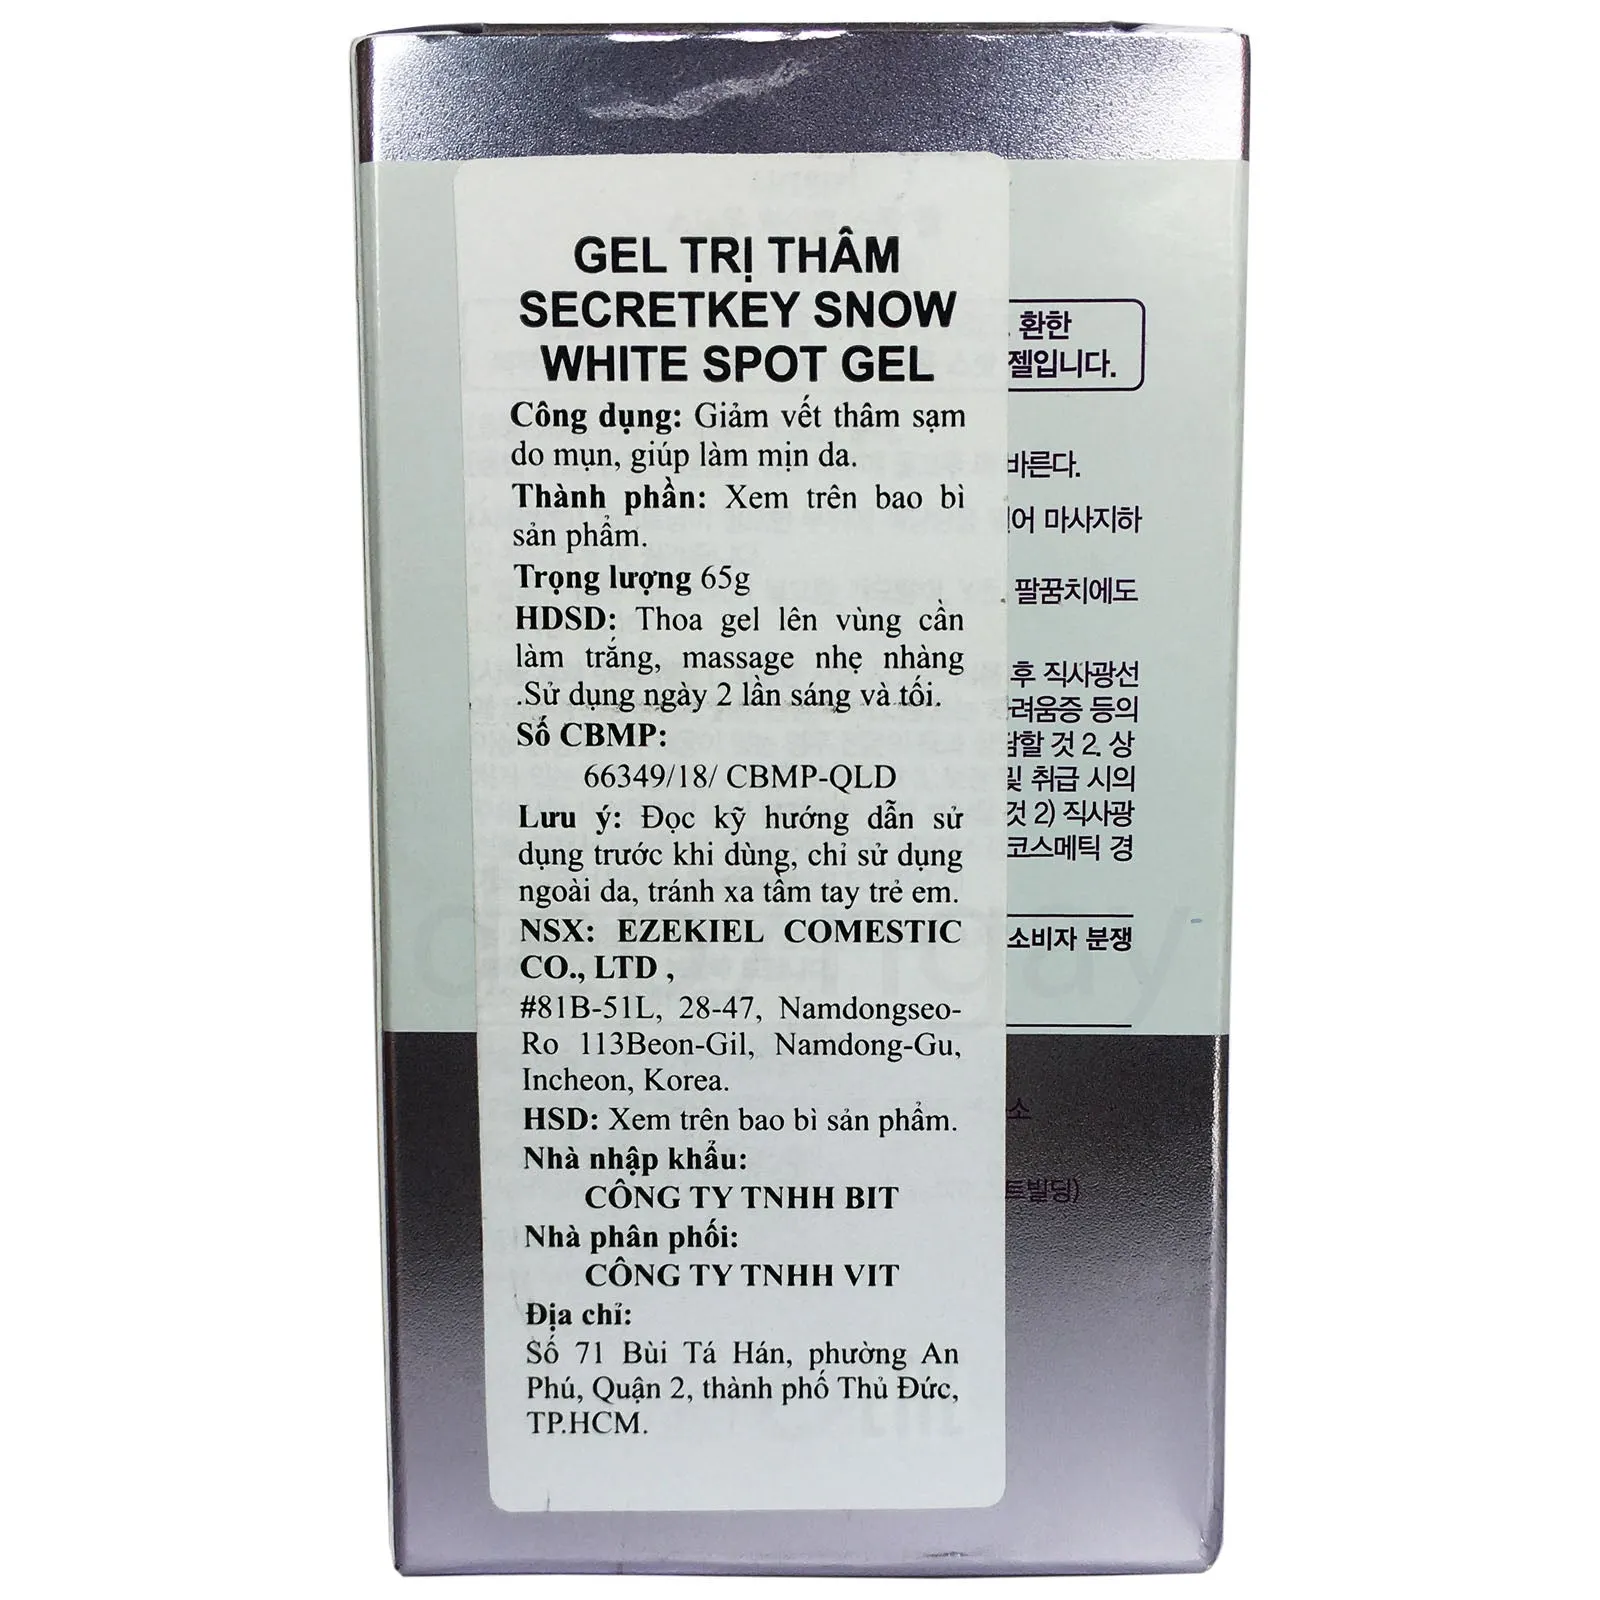 GEL TRỊ THÂM
SECRETKEY SNOW
WHITE SPOT GEL
Công dụng: Giảm vết thâm sạm
do mụn, giúp làm mịn da.
Thành phần: Xem trên bao bì
sản phẩm.
Trọng lượng 65g
HDSD: Thoa gel lên vùng cần
làm trắng, massage nhẹ nhàng
.Sử dụng ngày 2 lần sáng và tối.
Số CBMP:
66349/18/ CBMP-QLD
Lưu ý: Đọc kỹ hướng dẫn sử
dụng trước khi dùng, chỉ sử dụng
ngoài da, tránh xa tầm tay trẻ em.
NSX: EZEKIEL COMESTIC
CO., LTD ,
#81B-51L, 28-47, Namdongseo-
Ro 113Beon-Gil, Namdong-Gu,
Incheon, Korea.
HSD: Xem trên bao bì sản phẩm.
Nhà nhập khẩu:
CÔNG TY TNHH BIT
Nhà phân phối:
CÔNG TY TNHH VIT
Địa chỉ:
Số 71 Bùi Tá Hán, phường An
Phú, Quận 2, thành phố Thủ Đức,
TP.HCM.
환한
젤입니다.
바른다.
어 마사지하
팔꿈치에도
후 직사광선
려움증 등의
담할 것 2. 상
및 취급 시의
것 2) 직사광
코스메틱 경
소비자 분쟁
소
트빌딩)